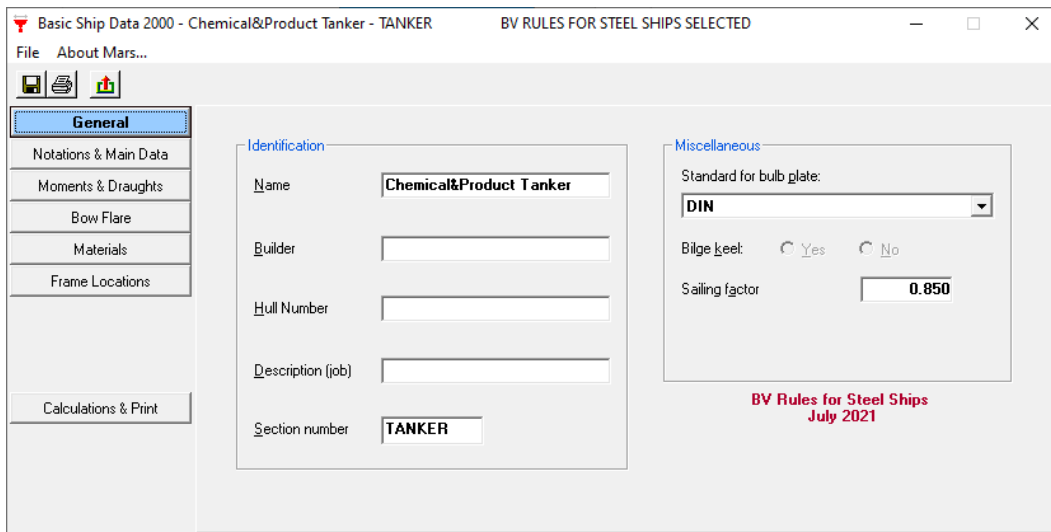 Basic Ship Data 2000 - Chemical&Product Tanker - TANKER BV RULES FOR STEEL SHIPS SELECTED
File About Mars...
General
Notations & Main Data
Moments & Draughts
Bow Flare
Materials
Frame Locations
Calculations & Print
Identification
Name Chemical&Product Tanker
Builder
Hull Number
Description (job)
Section number TANKER
Miscellaneous
Standard for bulb plate:
DIN
Bilge keel: Yes No
Sailing factor 0.850
BV Rules for Steel Ships
July 2021